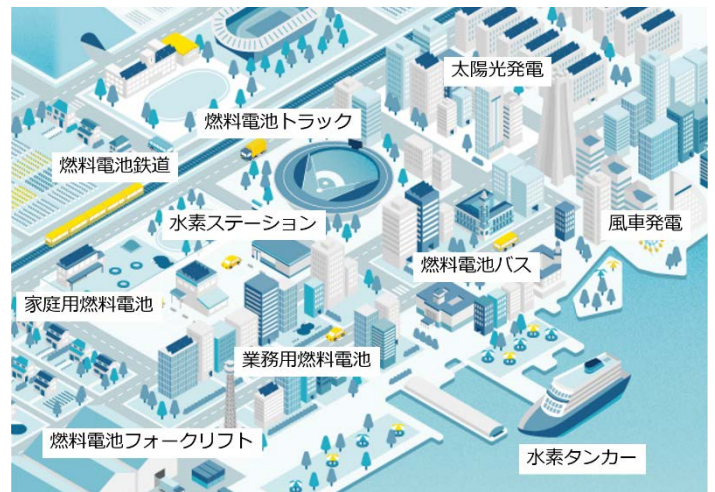 太陽光発電
燃料電池トラック
燃料電池鉄道
水素ステーション
風車発電
燃料電池バス
家庭用燃料電池
業務用燃料電池
燃料電池フォークリフト
水素タンカー